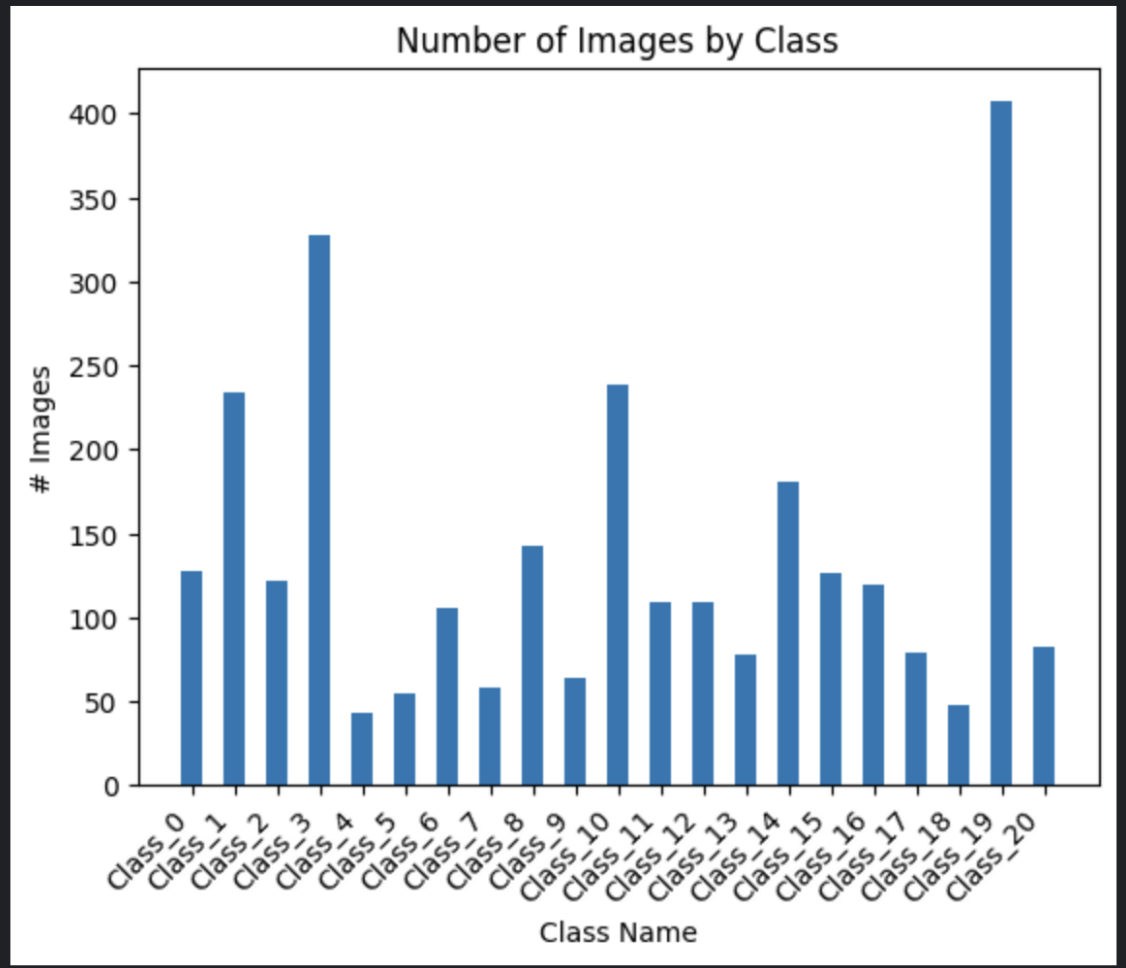 Number of Images by Class
400
350
300
250
200
150
100
50
0
# Images
Class_0
Class_1
Class_2
Class_3
Class_4
Class_5
Class_6
Class_7
Class_8
Class_9
Class_10
Class_11
Class_12
Class_13
Class_14
Class_15
Class_16
Class_17
Class_18
Class_19
Class_20
Class Name